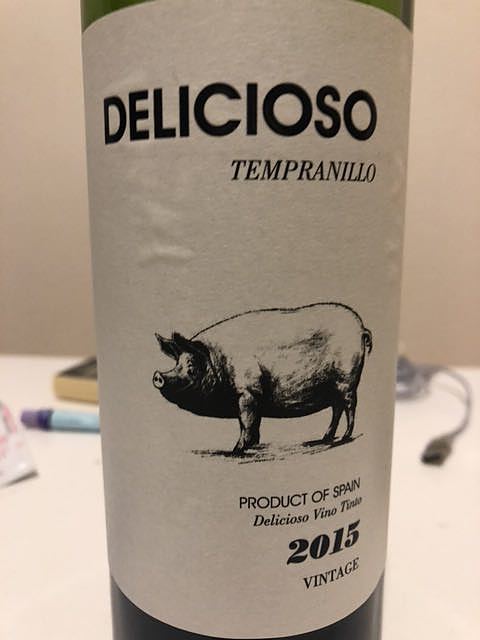 DELICIOSO
TEMPRANILLO
PRODUCT OF SPAIN
Delicioso Vino Tinto
2015
VINTAGE